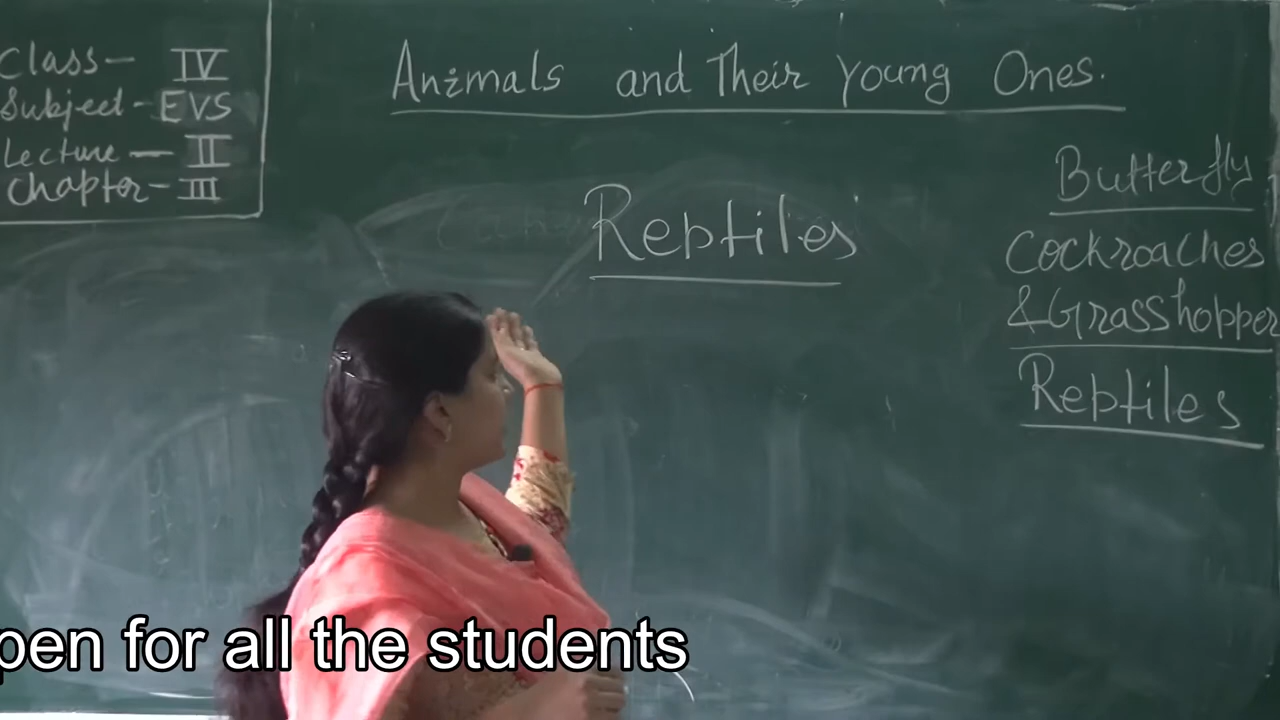 Class- IV
Subject- EVS
Lecture - II
Chapter- III
Animals and Their Young Ones.
Reptiles
Butterfly
Cockroaches
& Grasshopper
Reptiles
pen for all the students